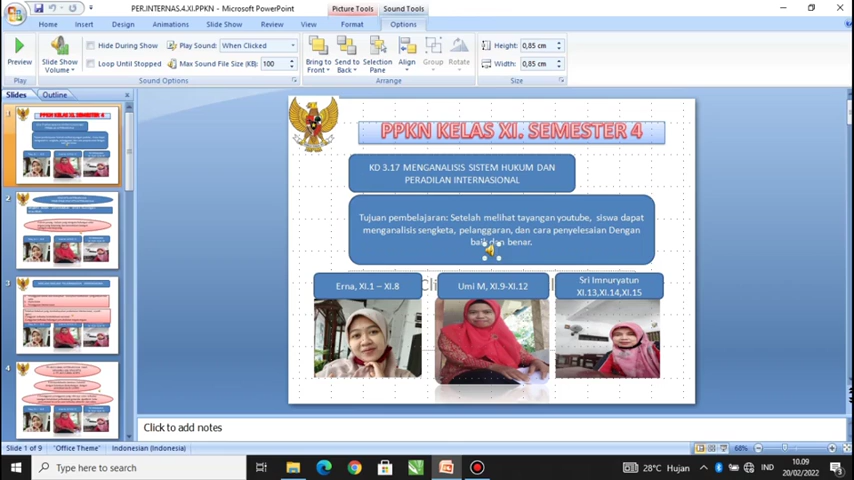 PER.INTERNAS.4.XI.PPKN - Microsoft PowerPoint
Picture Tools
Sound Tools
Home
Insert
Design
Animations
Slide Show
Review
View
Format
Options
Preview
Slide Show Volume
Hide During Show
Loop Until Stopped
Play Sound: When Clicked
Max Sound File Size (KB): 100
Bring to Front
Send to Back
Selection Pane
Align
Group
Rotate
Height: 0,85 cm
Width: 0,85 cm
Play
Sound Options
Arrange
Size
Slides
Outline
1
2
3
4
PPKN KELAS XI. SEMESTER 4
KD 3.17 MENGANALISIS SISTEM HUKUM DAN
PERADILAN INTERNASIONAL
Tujuan pembelajaran: Setelah melihat tayangan youtube, siswa dapat
menganalisis sengketa, pelanggaran, dan cara penyelesaian Dengan
baik dan benar.
Erna, XI.1 – XI.8
Umi M, XI.9-XI.12
Sri Imnuryatun
XI.13,XI.14,XI.15
Click to add notes
Slide 1 of 9
"Office Theme"
Indonesian (Indonesia)
68%
Type here to search
28°C Hujan
IND
10.09
20/02/2022